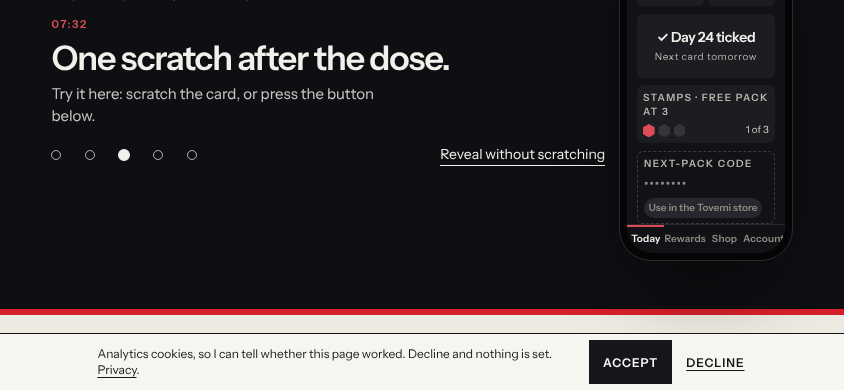 07:32
One scratch after the dose.
Try it here: scratch the card, or press the button
below.
Reveal without scratching
✓ Day 24 ticked
Next card tomorrow
STAMPS · FREE PACK
AT 3
1 of 3
NEXT-PACK CODE
Use in the Tovemi store
Today Rewards Shop Account
Analytics cookies, so I can tell whether this page worked. Decline and nothing is set.
Privacy.
ACCEPT
DECLINE